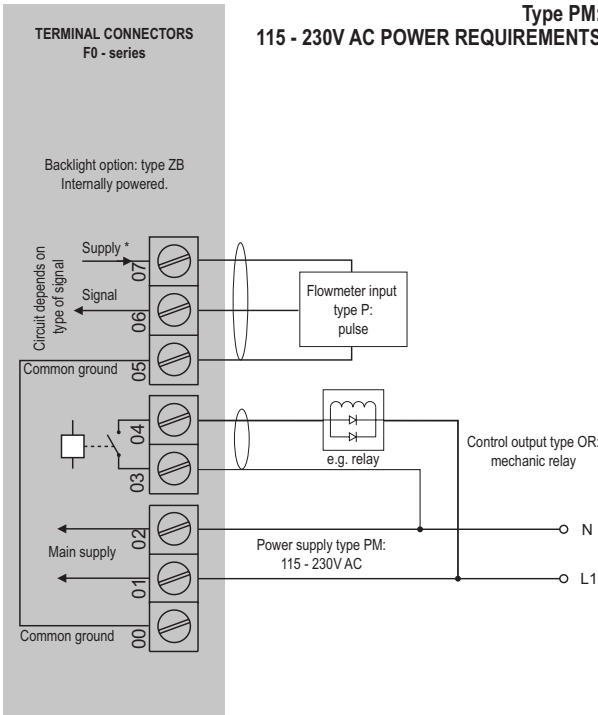 Type PM:
115 - 230V AC POWER REQUIREMENTS
TERMINAL CONNECTORS
F0 - series
Backlight option: type ZB
Internally powered.
Circuit depends on
type of signal
Supply *
07
Signal
06
Common ground
05
Flowmeter input
type P:
pulse
04
03
e.g. relay
Control output type OR:
mechanic relay
02
Main supply
01
Power supply type PM:
115 - 230V AC
N
L1
Common ground
00